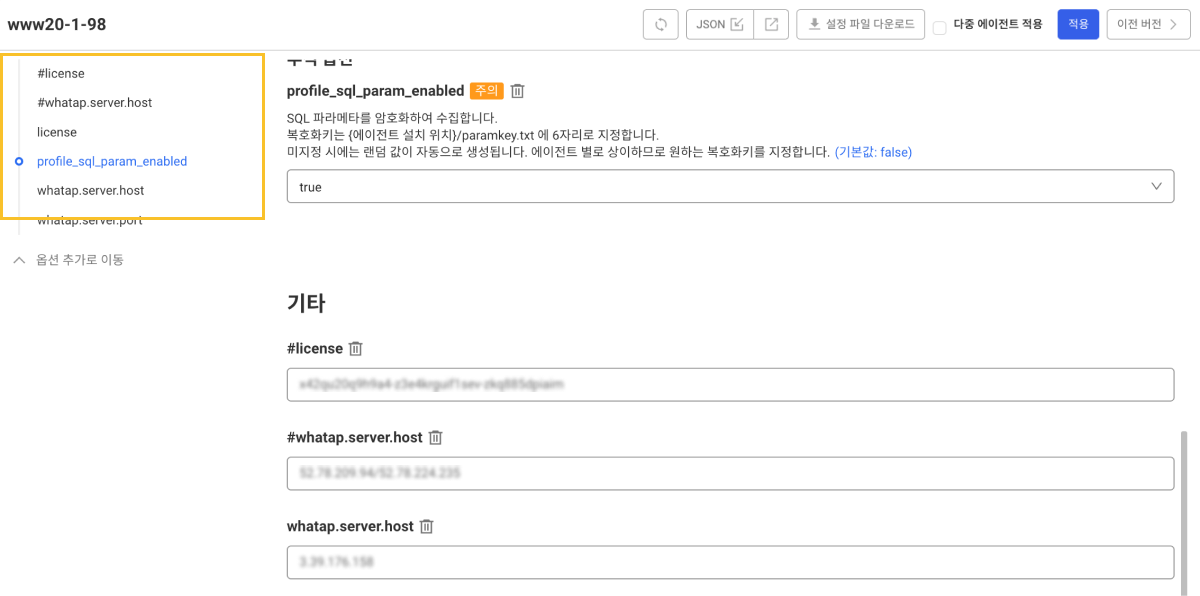 www20-1-98
JSON
설정 파일 다운로드
다중 에이전트 적용
적용
이전 버전
#license
#whatap.server.host
license
profile_sql_param_enabled
whatap.server.host
whatap.server.port
옵션 추가로 이동
profile_sql_param_enabled 주의
SQL 파라메타를 암호화하여 수집합니다.
복호화키는 {에이전트 설치 위치}/paramkey.txt 에 6자리로 지정합니다.
미지정 시에는 랜덤 값이 자동으로 생성됩니다. 에이전트 별로 상이하므로 원하는 복호화키를 지정합니다. (기본값: false)
true
기타
#license
#whatap.server.host
52.78.209.94/52.78.224.235
whatap.server.host
3.39.176.158